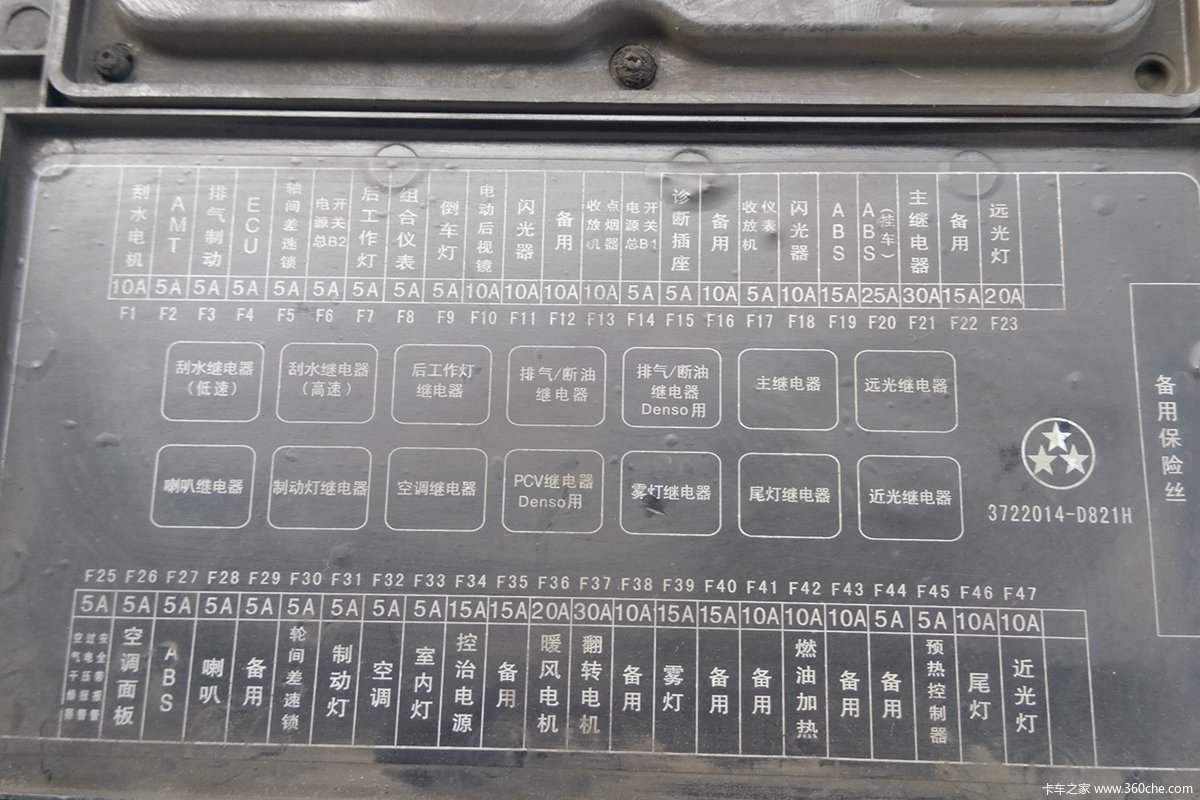 刮水电机 AMT 排气制动 ECU 轴间差速锁 电源总开关B2 后工作灯 组合仪表 倒车灯 电动后视镜 闪光器 备用 收放机点烟器 电源总开关B1 诊断插座 备用 收放机仪表 闪光器 ABS ABS(挂车) 主继电器 备用 远光灯
10A 5A 5A 5A 5A 5A 5A 5A 5A 10A 10A 10A 10A 5A 5A 10A 5A 10A 15A 25A 30A 15A 20A
F1 F2 F3 F4 F5 F6 F7 F8 F9 F10 F11 F12 F13 F14 F15 F16 F17 F18 F19 F20 F21 F22 F23
刮水继电器
(低速)
刮水继电器
(高速)
后工作灯
继电器
排气/断油
继电器
排气/断油
继电器
Denso用
主继电器
远光继电器
喇叭继电器
制动灯继电器
空调继电器
PCV继电器
Denso用
雾灯继电器
尾灯继电器
近光继电器
3722014-D821H
备用保险丝
F25 F26 F27 F28 F29 F30 F31 F32 F33 F34 F35 F36 F37 F38 F39 F40 F41 F42 F43 F44 F45 F46 F47
5A 5A 5A 5A 5A 5A 5A 5A 5A 15A 15A 20A 30A 10A 15A 15A 10A 10A 10A 5A 5A 10A 10A
空气干燥器 过电压报警 安全带报警 空调面板 ABS 喇叭 备用 轮间差速锁 制动灯 空调 室内灯 控治电源 备用 暖风电机 翻转电机 备用 雾灯 备用 备用 燃油加热 备用 备用 预热控制器 尾灯 近光灯
卡车之家 www.360che.com